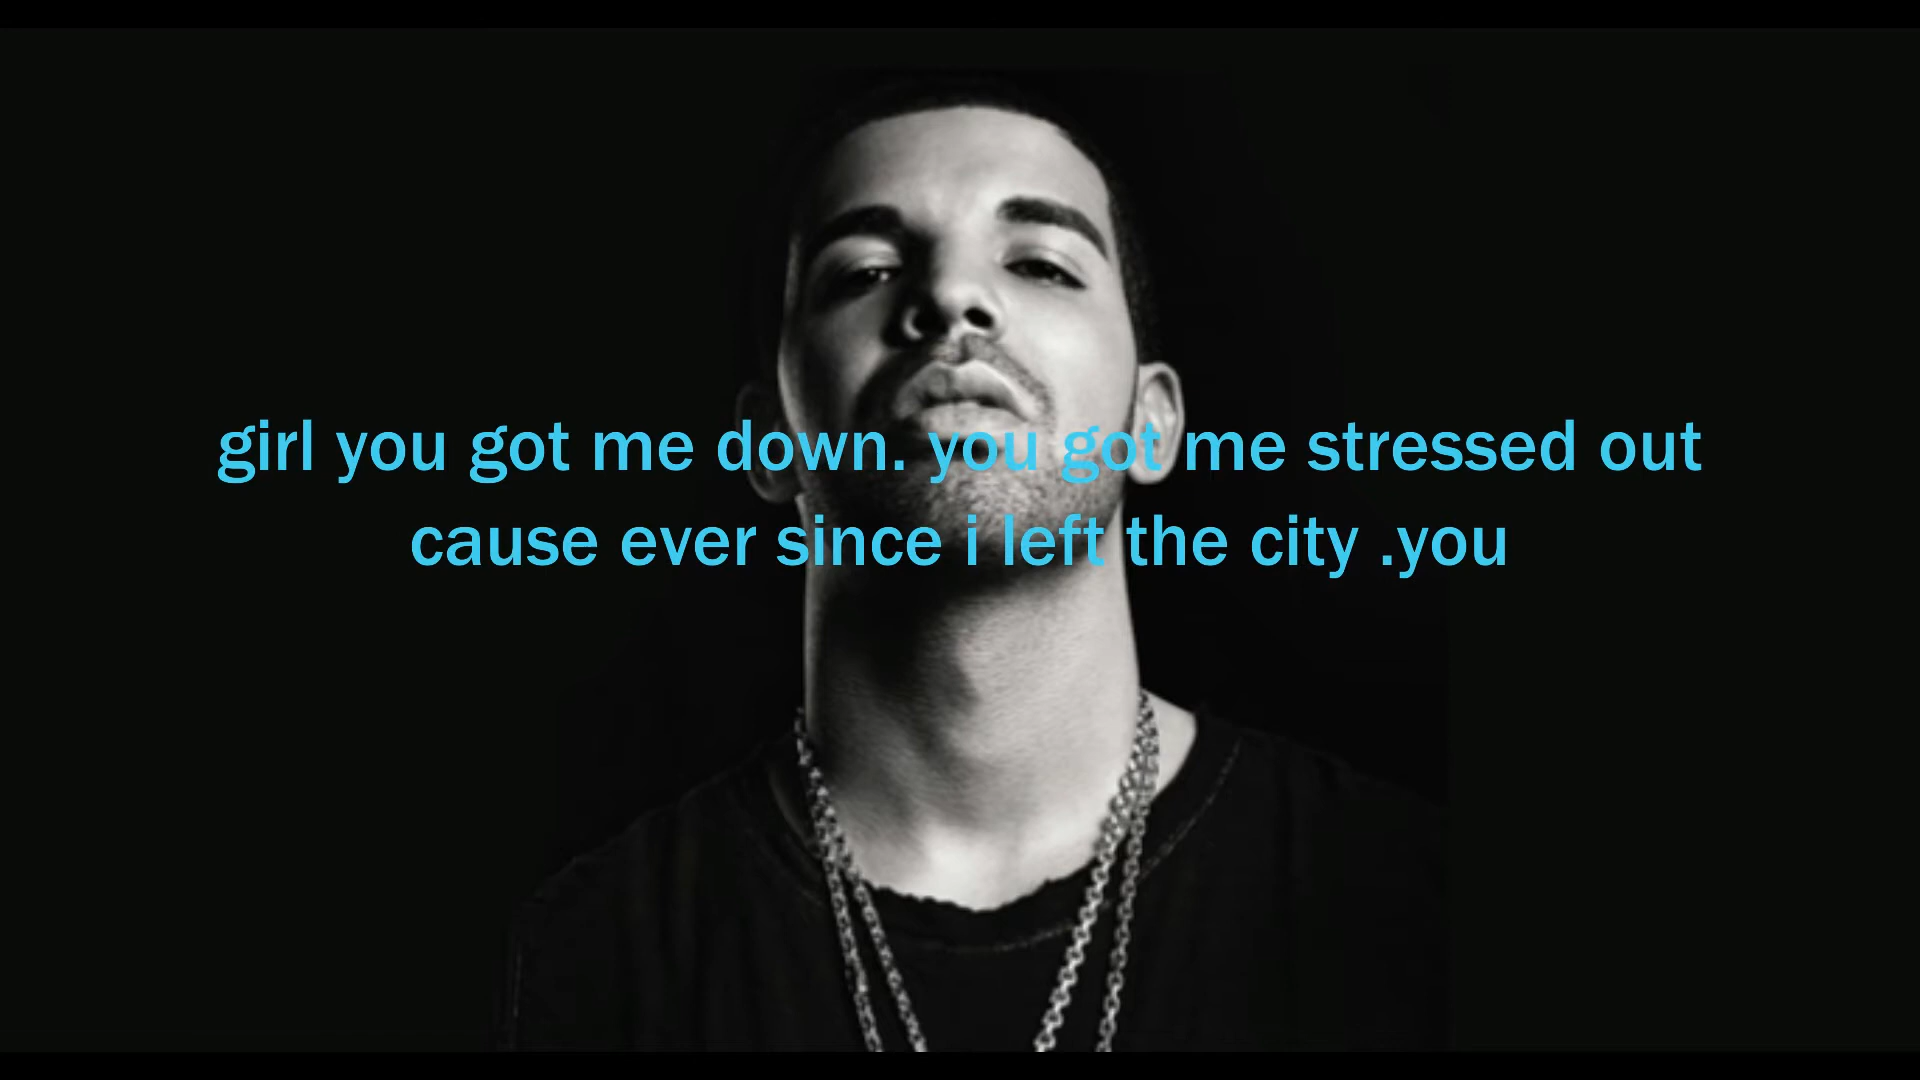 girl you got me down. you got me stressed out
cause ever since i left the city .you